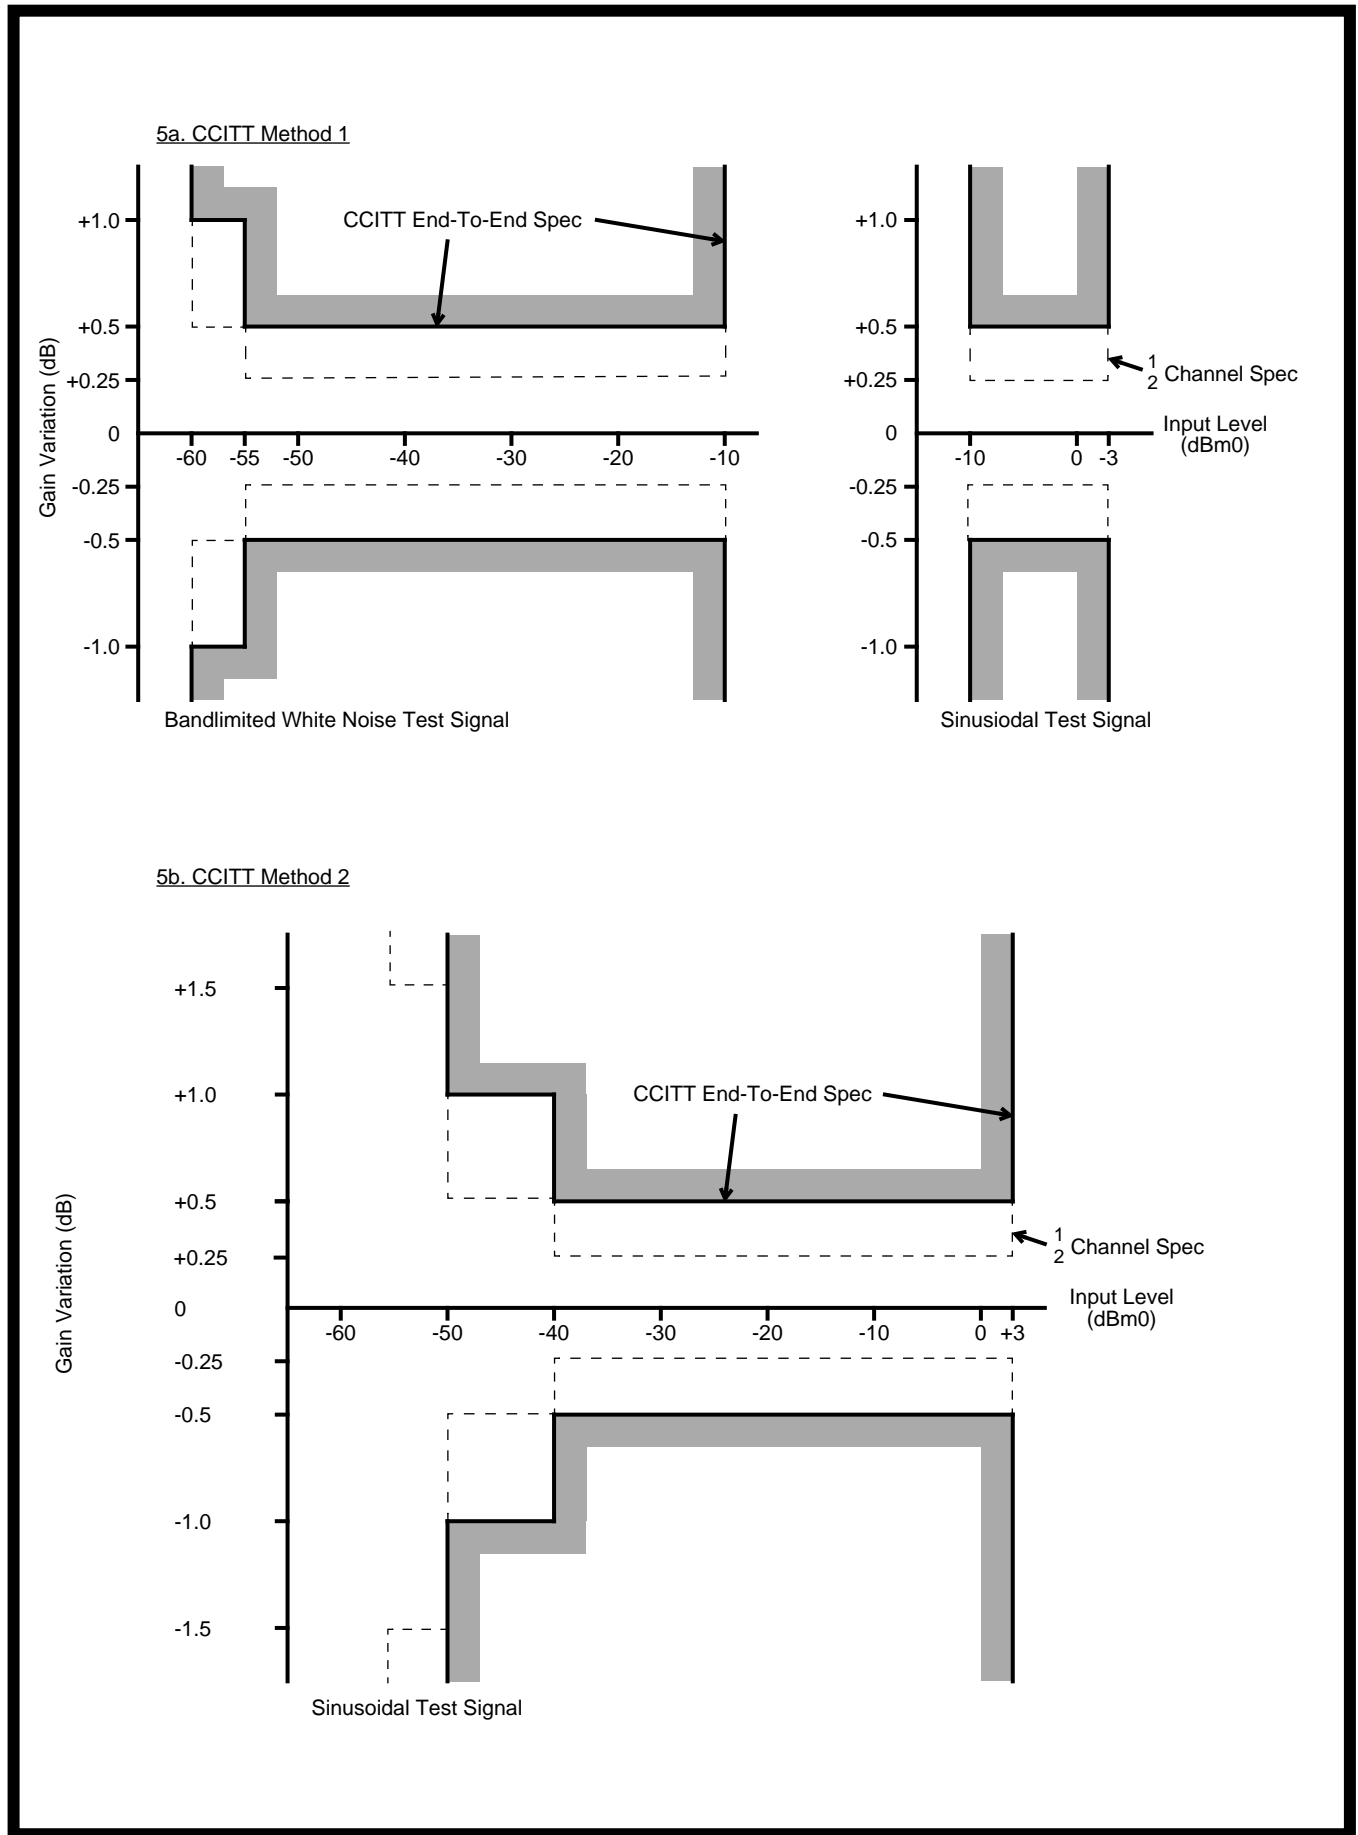 5a. CCITT Method 1
CCITT End-To-End Spec
+1.0
+0.5
+0.25
0
-0.25
-0.5
-1.0
Gain Variation (dB)
-60 -55 -50 -40 -30 -20 -10
Bandlimited White Noise Test Signal
+1.0
+0.5
+0.25
0
-0.25
-0.5
-1.0
1
2 Channel Spec
Input Level
(dBm0)
-10 0 -3
Sinusiodal Test Signal
5b. CCITT Method 2
+1.5
+1.0
+0.5
+0.25
0
-0.25
-0.5
-1.0
-1.5
Gain Variation (dB)
CCITT End-To-End Spec
1
2 Channel Spec
Input Level
(dBm0)
-60 -50 -40 -30 -20 -10 0 +3
Sinusoidal Test Signal